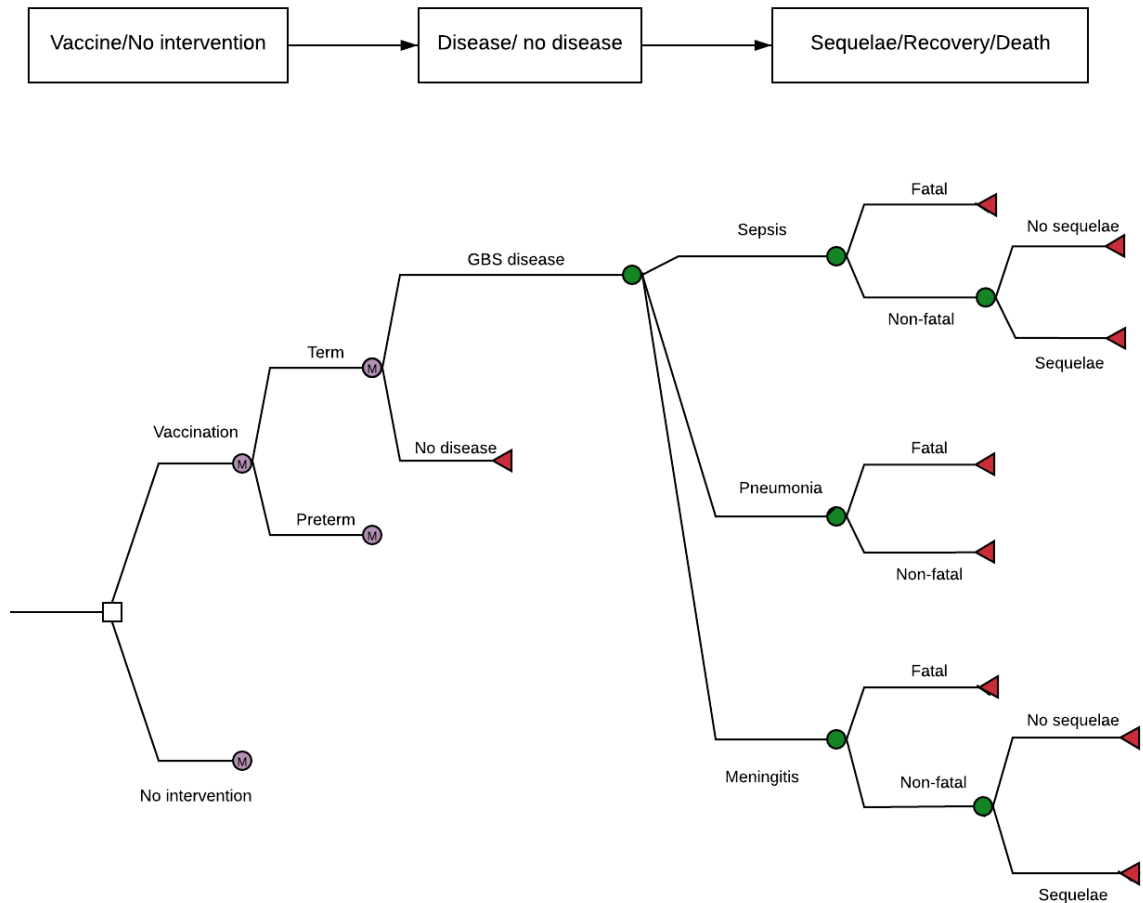 Vaccine/No intervention
Disease/ no disease
Sequelae/Recovery/Death
Fatal
No sequelae
Sepsis
GBS disease
Non-fatal
Term
Sequelae
M
Vaccination
No disease
Fatal
M
Pneumonia
Preterm
M
Non-fatal
Fatal
No sequelae
M
Meningitis
Non-fatal
No intervention
Sequelae